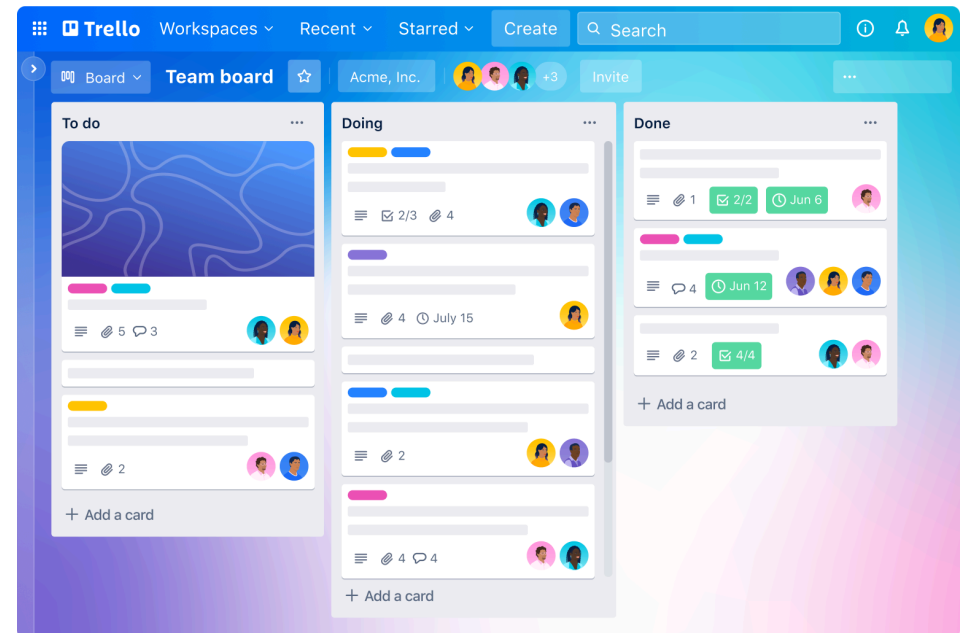 Trello Workspaces Recent Starred Create Search
Board Team board Acme, Inc. +3 Invite
To do
5 3
2
Add a card
Doing
2/3 4
4 July 15
2
4 4
Add a card
Done
1 2/2 Jun 6
4 Jun 12
2 4/4
Add a card